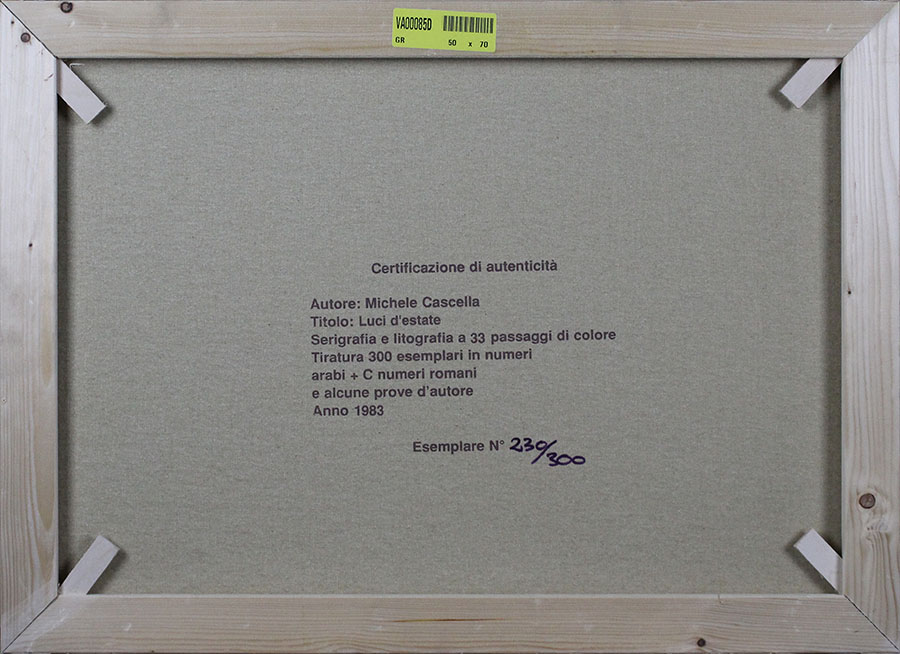 VA00085D
GR 50 x 70
Certificazione di autenticità
Autore: Michele Cascella
Titolo: Luci d'estate
Serigrafia e litografia a 33 passaggi di colore
Tiratura 300 esemplari in numeri
arabi + C numeri romani
e alcune prove d'autore
Anno 1983
Esemplare N° 230/300